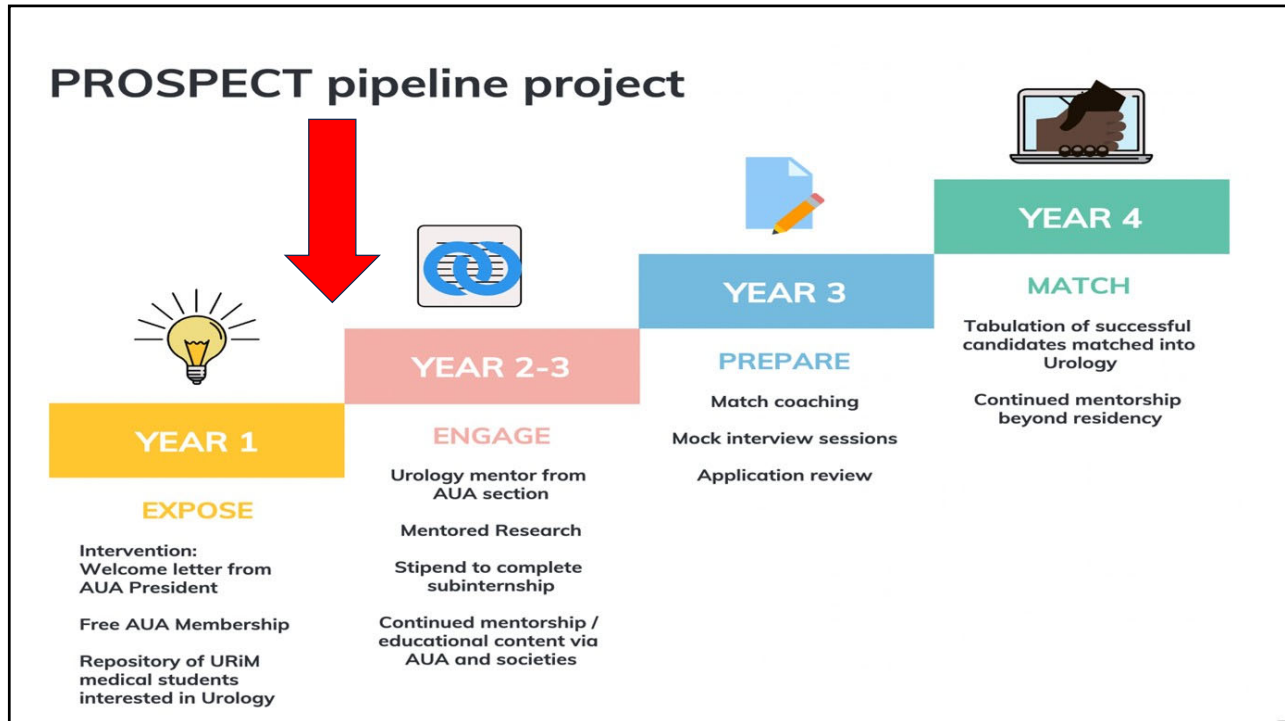 PROSPECT pipeline project
YEAR 1
EXPOSE
Intervention:
Welcome letter from
AUA President
Free AUA Membership
Repository of URiM
medical students
interested in Urology
YEAR 2-3
ENGAGE
Urology mentor from
AUA section
Mentored Research
Stipend to complete
subinternship
Continued mentorship /
educational content via
AUA and societies
YEAR 3
PREPARE
Match coaching
Mock interview sessions
Application review
YEAR 4
MATCH
Tabulation of successful
candidates matched into
Urology
Continued mentorship
beyond residency